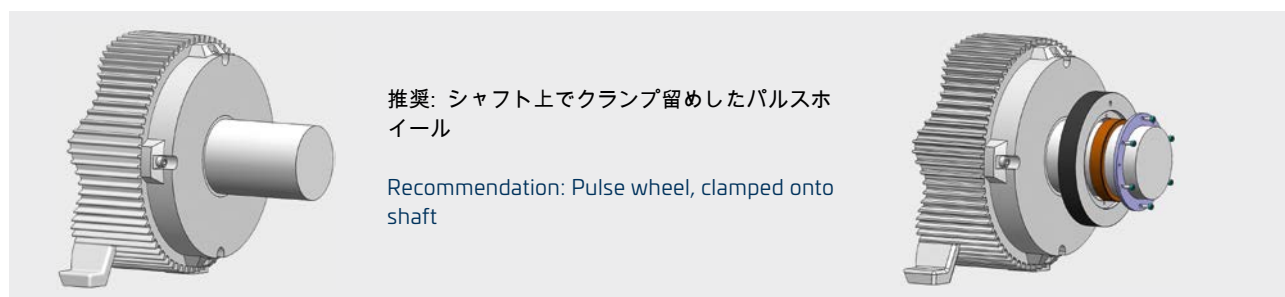 推奨: シャフト上でクランプ留めしたパルスホ
イール
Recommendation: Pulse wheel, clamped onto
shaft